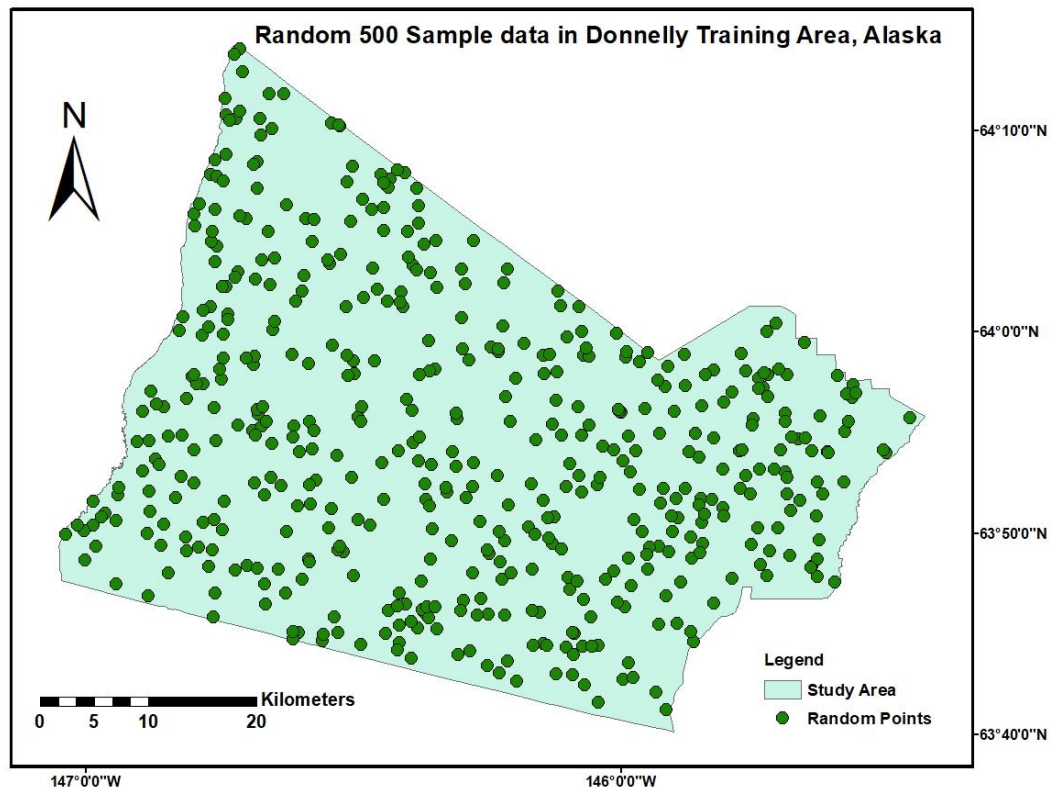 Random 500 Sample data in Donnelly Training Area, Alaska
N
64°10'0"N
64°0'0"N
63°50'0"N
63°40'0"N
Legend
Study Area
Random Points
Kilometers
0 5 10 20
147°0'0"W 146°0'0"W